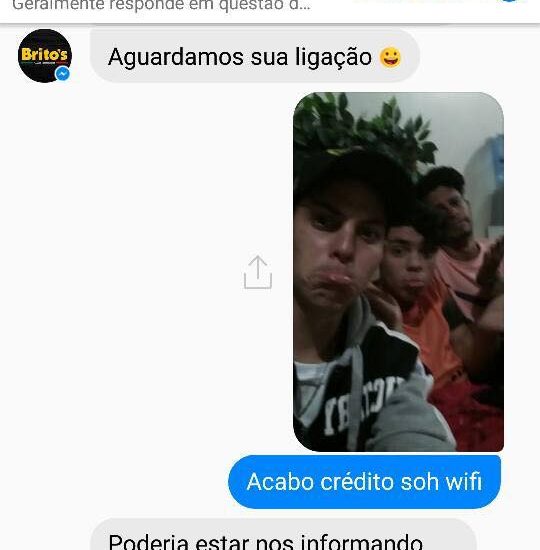 Geralmente responde em questão d...
Brito's
Aguardamos sua ligação 😀
Acabo crédito soh wifi
Poderia estar nos informando